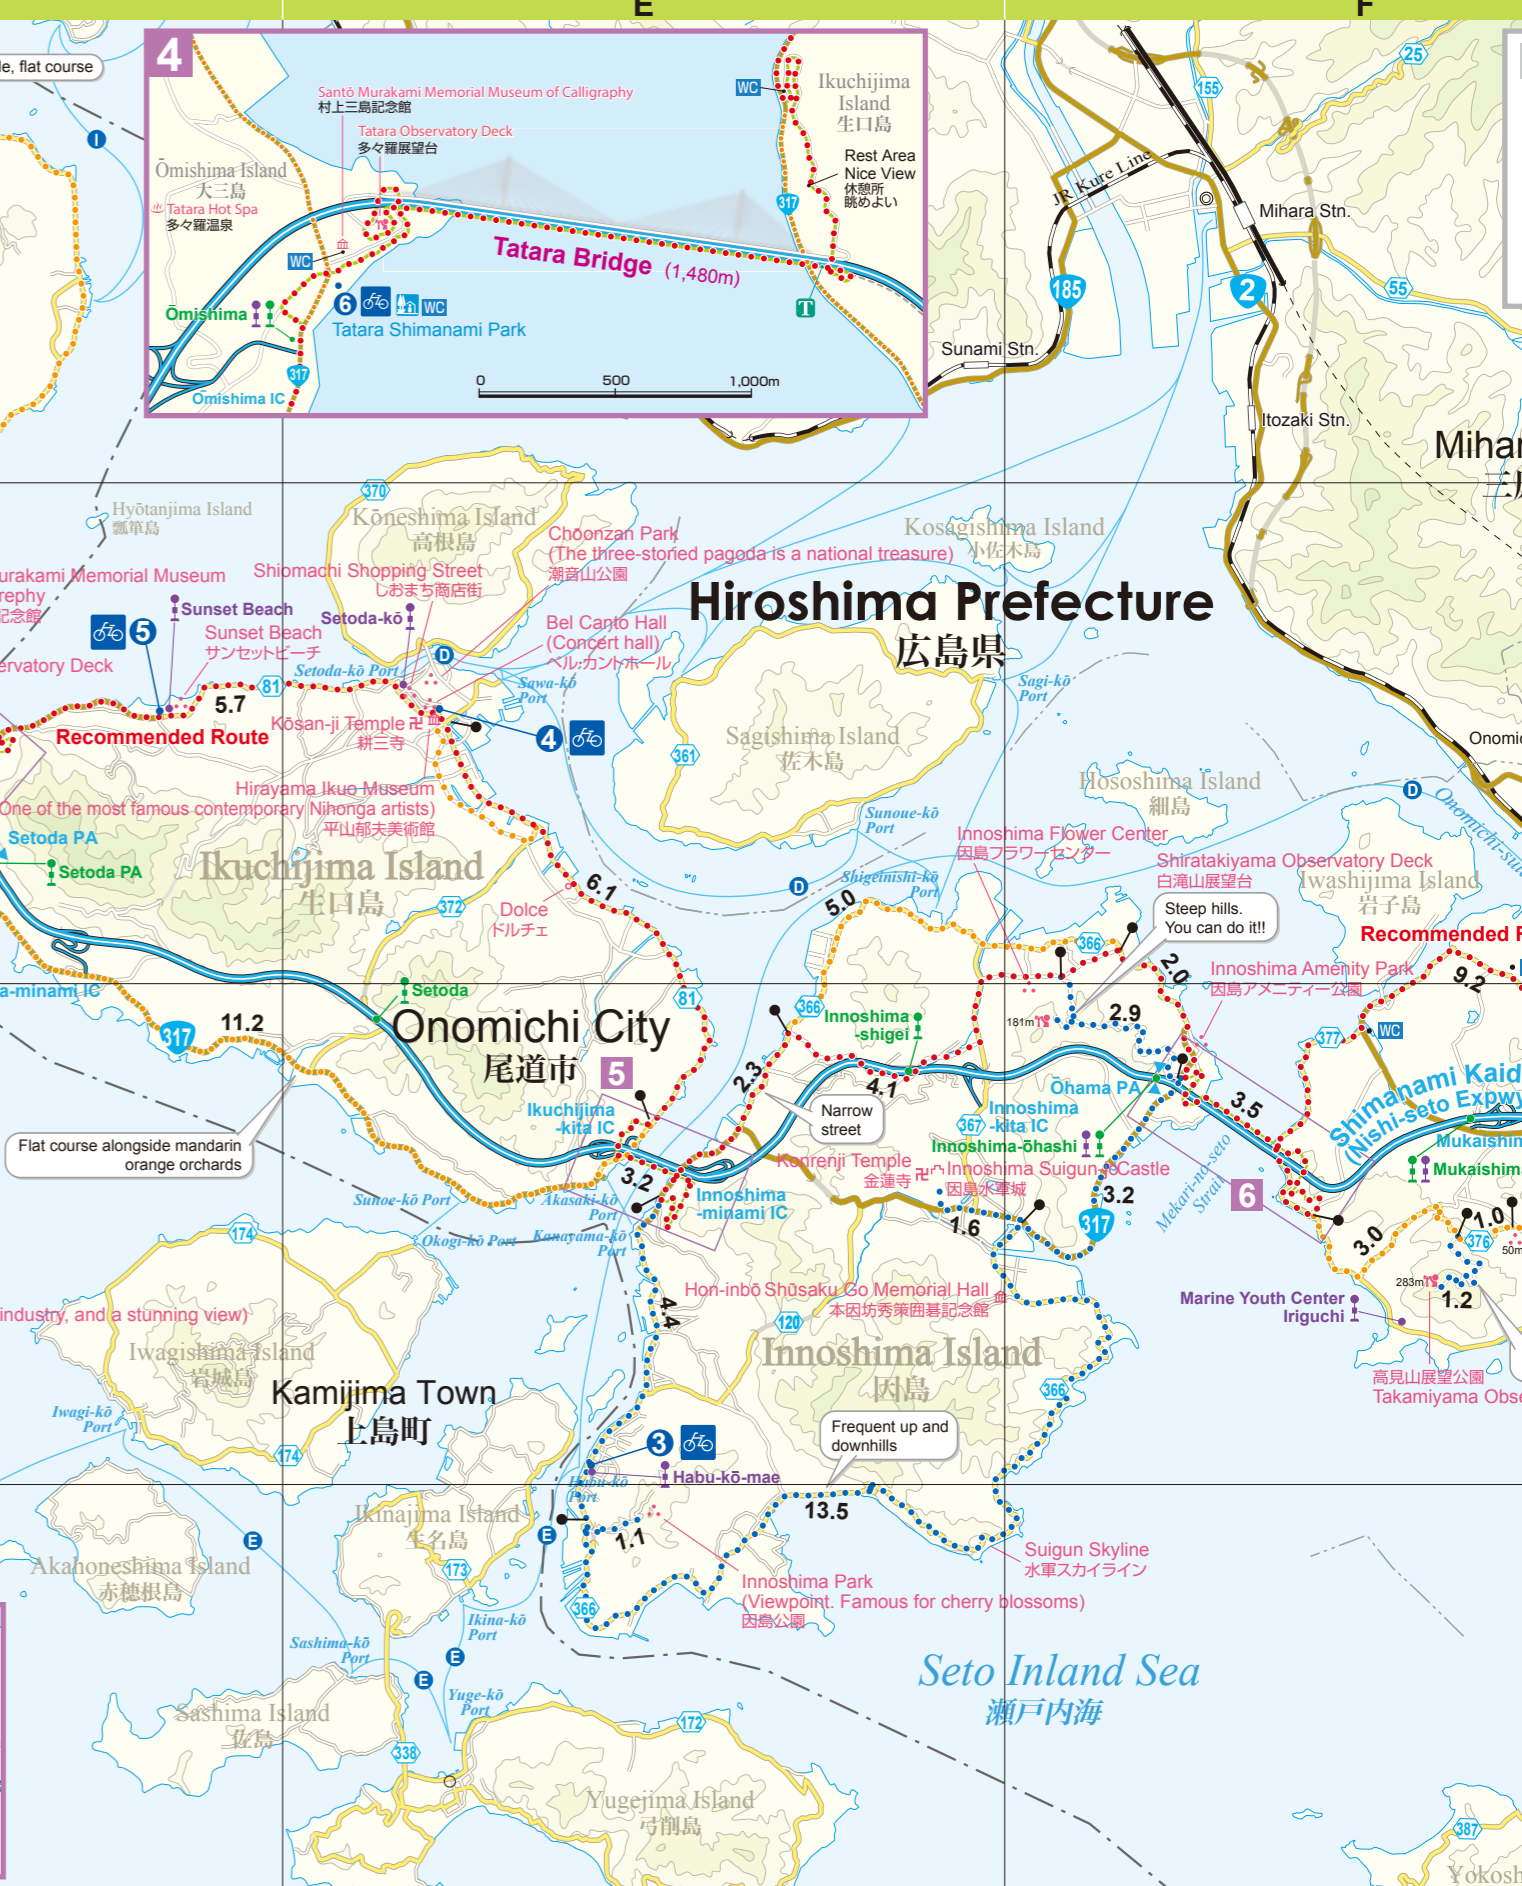 E
F
le, flat course
4
Santō Murakami Memorial Museum of Calligraphy
村上三島記念館
Tatara Observatory Deck
多々羅展望台
Ōmishima Island
大三島
Tatara Hot Spa
多々羅温泉
WC
WC
Ikuchijima
Island
生口島
Rest Area
Nice View
休憩所
眺めよい
317
Tatara Bridge (1,480m)
Ōmishima
6
WC
Tatara Shimanami Park
T
317
Ōmishima IC
0 500 1,000m
I
25
155
JR Kure Line
Mihara Stn.
185
2
55
Sunami Stn.
Itozaki Stn.
Mihar
三原
Hyōtanjima Island
瓢箪島
370
Kōneshima Island
高根島
Chōonzan Park
(The three-storied pagoda is a national treasure)
潮音山公園
Kosagishima Island
小佐木島
urakami Memorial Museum
raphy
記念館
Shiomachi Shopping Street
しおまち商店街
Hiroshima Prefecture
広島県
Sunset Beach
5
Sunset Beach
サンセットビーチ
Setoda-kō
Bel Canto Hall
(Concert hall)
ベル・カントホール
ervatory Deck
D
Setoda-kō Port
Sawa-kō
Port
Sagi-kō
Port
81
5.7
Recommended Route
Kōsan-ji Temple
耕三寺
4
361
Sagishima Island
佐木島
Onomic
Hirayama Ikuo Museum
One of the most famous contemporary Nihonga artists)
平山郁夫美術館
Hososhima Island
細島
D
Onomichi-sui
Sunoue-kō
Port
Setoda PA
Setoda PA
Ikuchijima Island
生口島
372
Innoshima Flower Center
因島フラワーセンター
Shiratakiyama Observatory Deck
白滝山展望台
Iwashijima Island
岩子島
D
Shigeinishi-kō
Port
6.1
5.0
Dolce
ドルチェ
Steep hills.
You can do it!!
Recommended R
366
2.0
9.2
Innoshima Amenity Park
因島アメニティー公園
a-minami IC
Setoda
81
366
Innoshima
-shigei
181m
2.9
WC
377
317
11.2
Onomichi City
尾道市
5
2.3
4.1
Ōhama PA
3.5
Shimanami Kaid
(Nishi-seto Expwy
Ikuchijima
-kita IC
Narrow
street
367
Innoshima
-kita IC
Innoshima-ōhashi
Mukaishim
Mukaishima
Flat course alongside mandarin
orange orchards
Konrenji Temple
金蓮寺
Innoshima Suigun-jo Castle
因島水軍城
Mekari-no-seto
Strait
6
3.2
Innoshima
-minami IC
Sunoe-kō Port
Akasaki-kō
Port
3.2
317
1.6
174
Okogi-kō Port
Kanayama-kō
Port
3.0
1.0
376
50m
283m
1.2
Hon-inbō Shūsaku Go Memorial Hall
本因坊秀策囲碁記念館
Marine Youth Center
Iriguchi
industry, and a stunning view)
4.4
120
Iwagishima Island
岩城島
Innoshima Island
因島
366
高見山展望公園
Takamiyama Obse
Kamijima Town
上島町
Iwagi-kō
Port
Frequent up and
downhills
174
3
Habu-kō-mae
Habu-kō
Port
13.5
Ikinajima Island
生名島
E
E
1.1
Akahoneshima Island
赤穂根島
173
Suigun Skyline
水軍スカイライン
Innoshima Park
(Viewpoint. Famous for cherry blossoms)
因島公園
366
Ikina-kō
Port
Sashima-kō
Port
E
E
Seto Inland Sea
瀬戸内海
Yuge-kō
Port
Sashima Island
佐島
172
338
Yugejima Island
弓削島
387
Yokosh